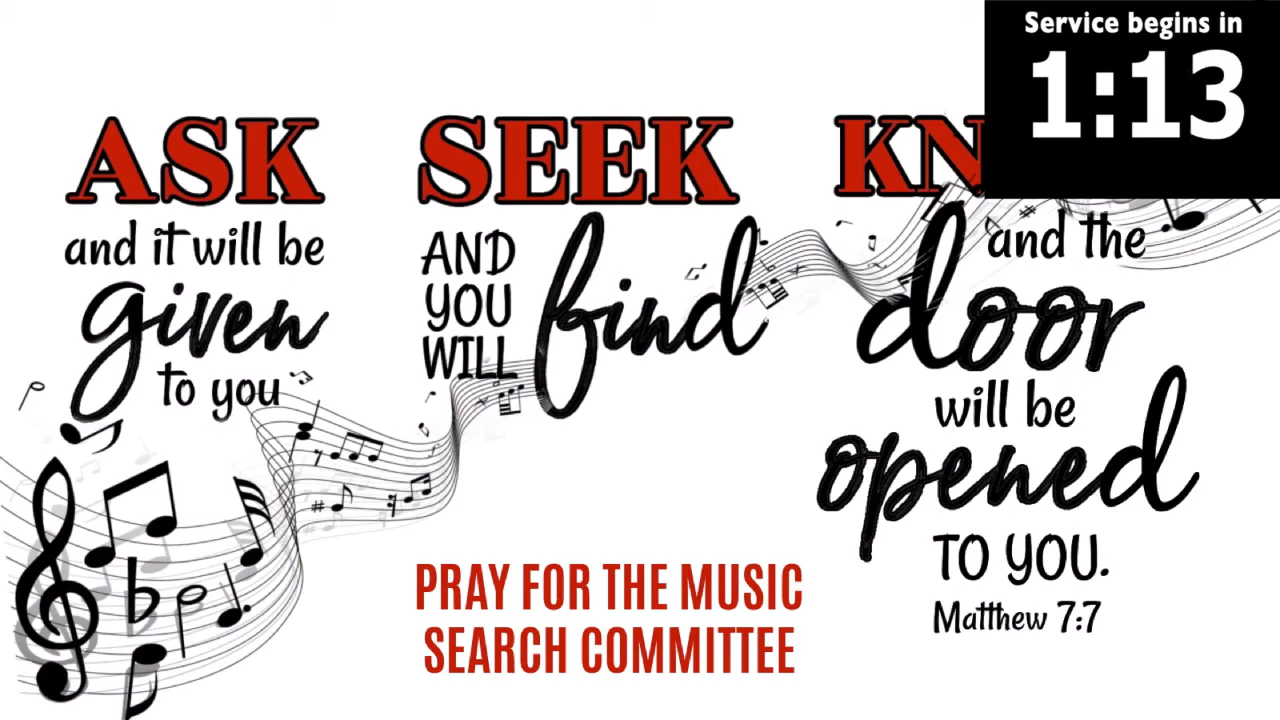 Service begins in
1:13
ASK
and it will be
given
to you
SEEK
AND
YOU
WILL
find
KN
and the
door
will be
opened
TO YOU.
Matthew 7:7
PRAY FOR THE MUSIC
SEARCH COMMITTEE